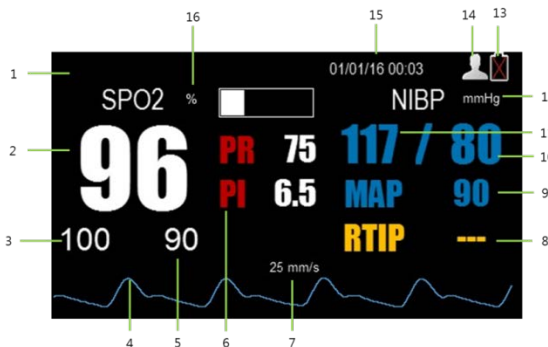 16 15 14 13
1 01/01/16 00:03
SPO2 % NIBP mmHg 1
2 96 PR 75 117 / 80 1
10
PI 6.5 MAP 90 9
3 100 90 RTIP --- 8
25 mm/s
4 5 6 7